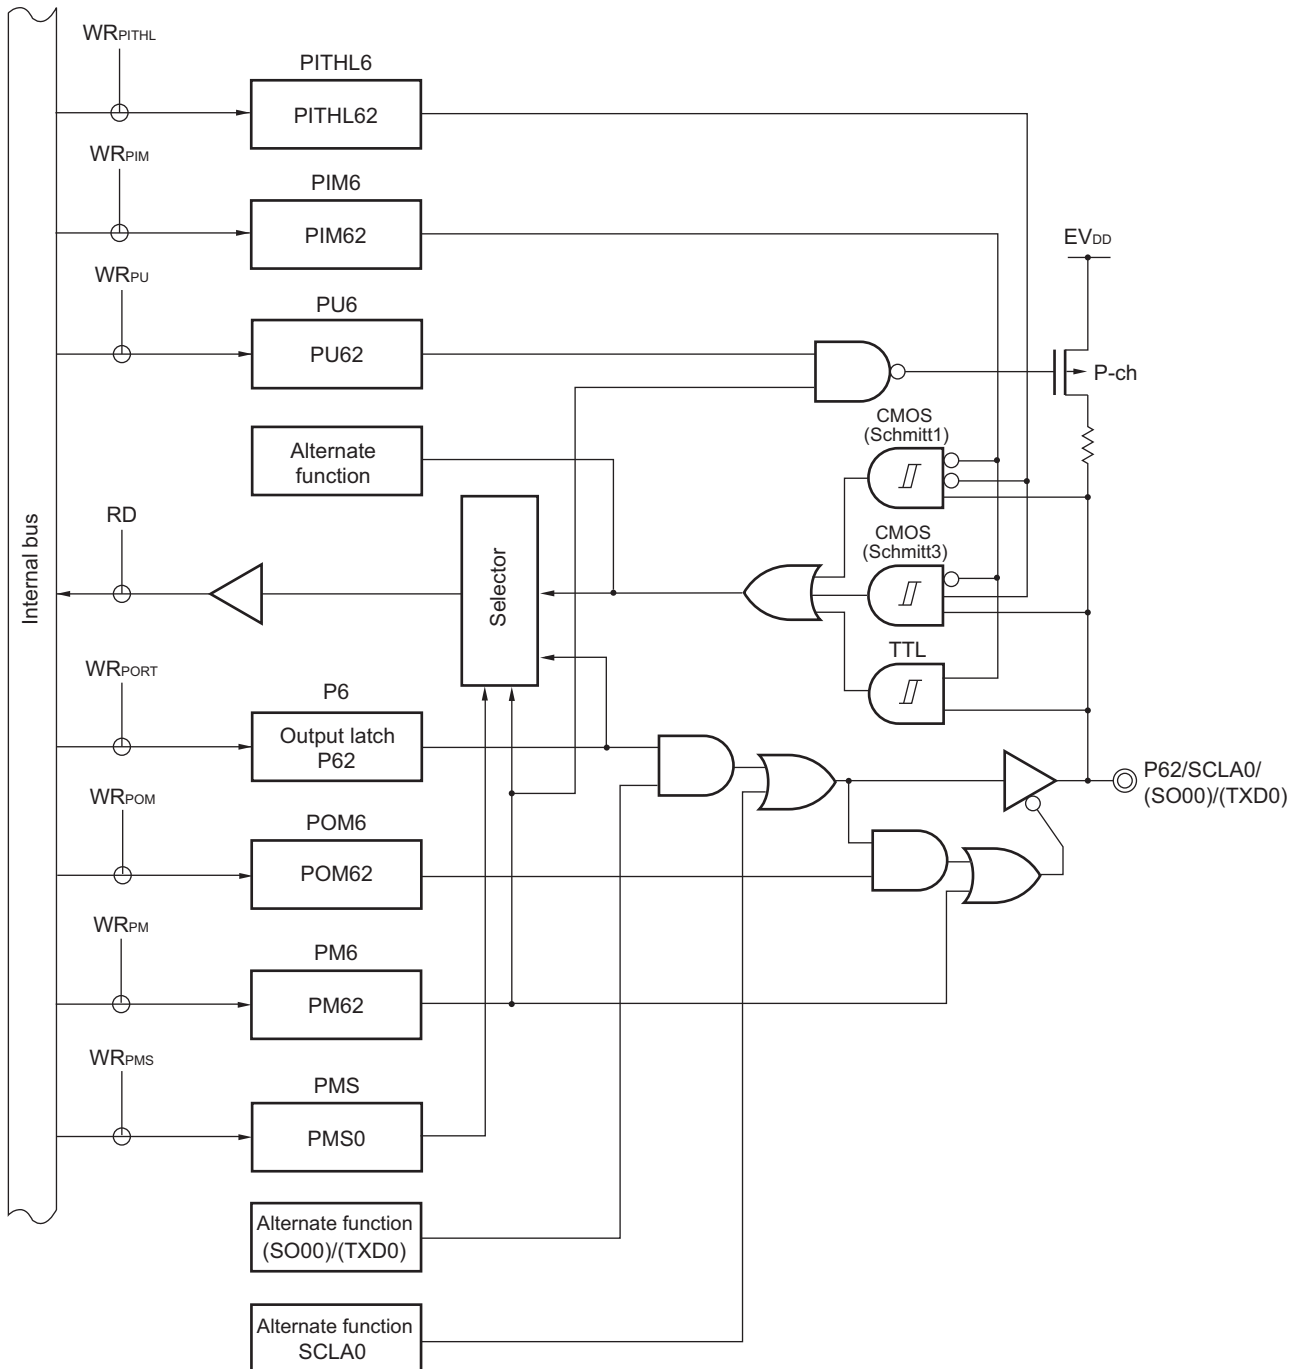 WRPITHL
PITHL6
PITHL62
WRPIM
PIM6
PIM62
EVDD
WRPU
PU6
PU62
P-ch
CMOS
(Schmitt1)
Alternate
function
RD
Internal bus
Selector
CMOS
(Schmitt3)
TTL
WRPORT
P6
Output latch
P62
P62/SCLA0/
(SO00)/(TXD0)
WRPOM
POM6
POM62
WRPM
PM6
PM62
WRPMS
PMS
PMS0
Alternate function
(SO00)/(TXD0)
Alternate function
SCLA0